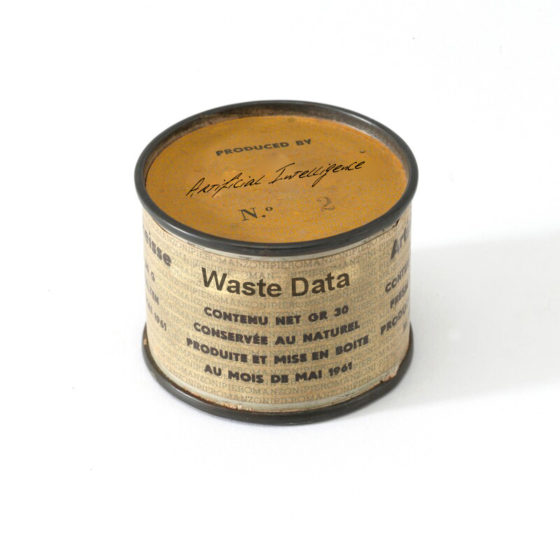 PRODUCED BY
Artificial Intelligence
N.º 2
Waste Data
CONTENU NET GR 30
CONSERVÉE AU NATUREL
PRODUITE ET MISE EN BOITE
AU MOIS DE MAI 1961
PIEROMANZONI